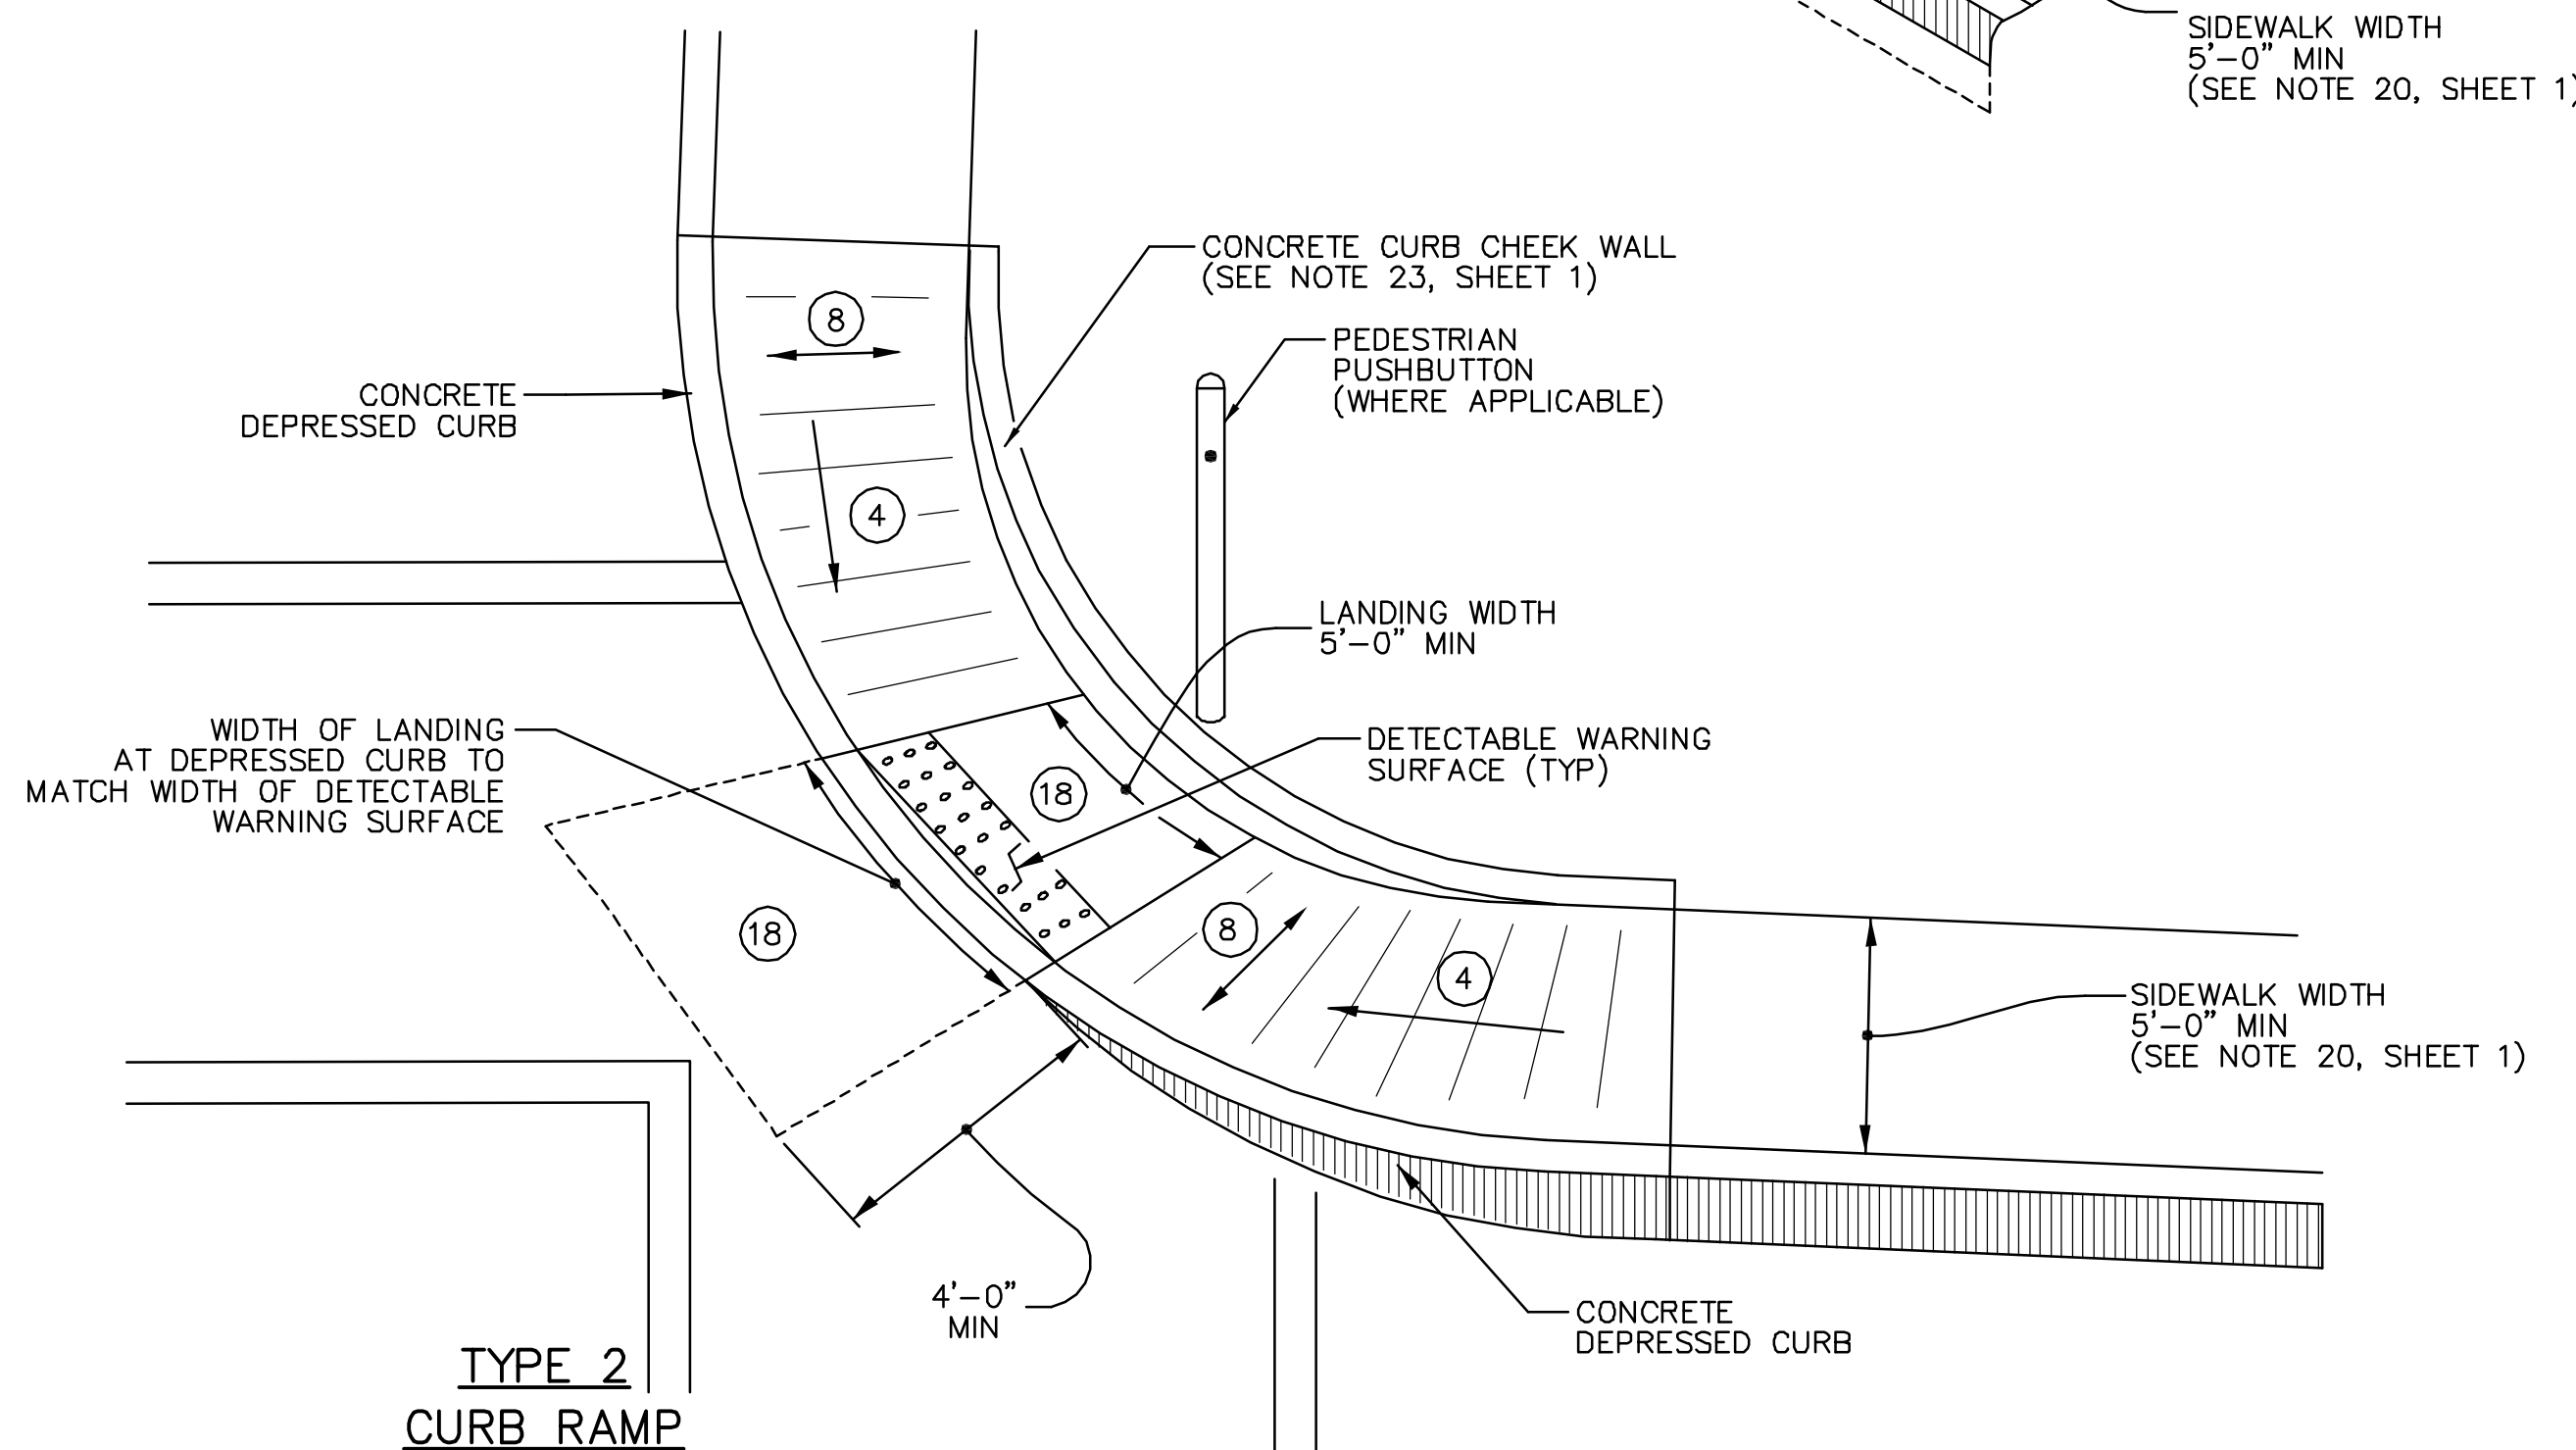 SIDEWALK WIDTH
5'-0" MIN
(SEE NOTE 20, SHEET 1)
CONCRETE CURB CHEEK WALL
(SEE NOTE 23, SHEET 1)
8
PEDESTRIAN
PUSHBUTTON
(WHERE APPLICABLE)
CONCRETE
DEPRESSED CURB
4
LANDING WIDTH
5'-0" MIN
WIDTH OF LANDING
AT DEPRESSED CURB TO
MATCH WIDTH OF DETECTABLE
WARNING SURFACE
DETECTABLE WARNING
SURFACE (TYP)
18
18
8
4
SIDEWALK WIDTH
5'-0" MIN
(SEE NOTE 20, SHEET 1)
4'-0"
MIN
CONCRETE
DEPRESSED CURB
TYPE 2
CURB RAMP